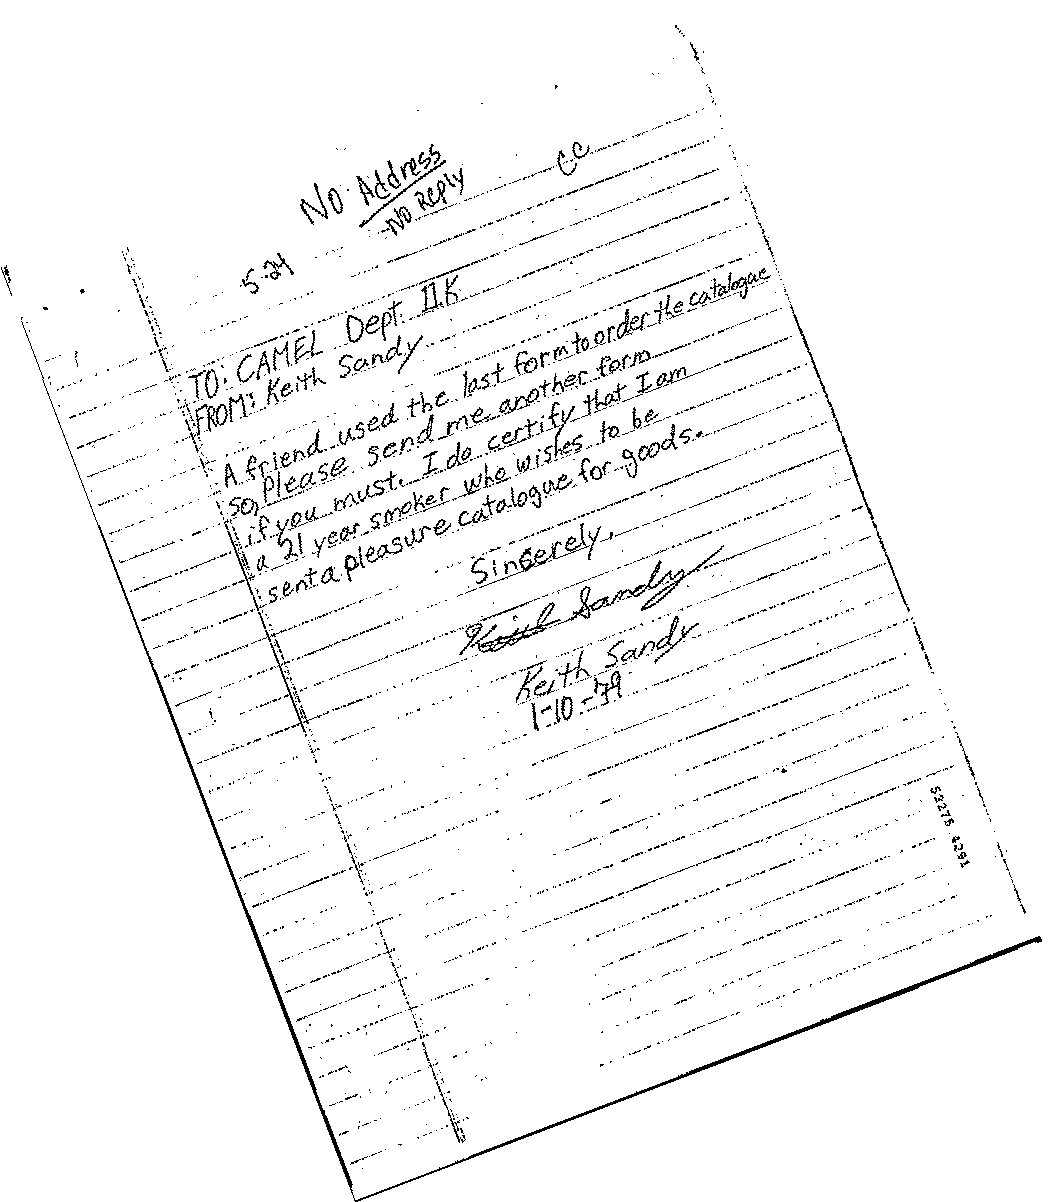 No Address
No Reply
CC
5-24
TO: CAMEL Dept. IIK
FROM: Keith Sandy
A friend used the last form to order the catalogue
so, please send me another form
if you must. I do certify that I am
a 21 year smoker who wishes to be
sent a pleasure catalogue for goods.
Sincerely,
Keith Sandy
Keith Sandy
1-10-'79
52275 4291